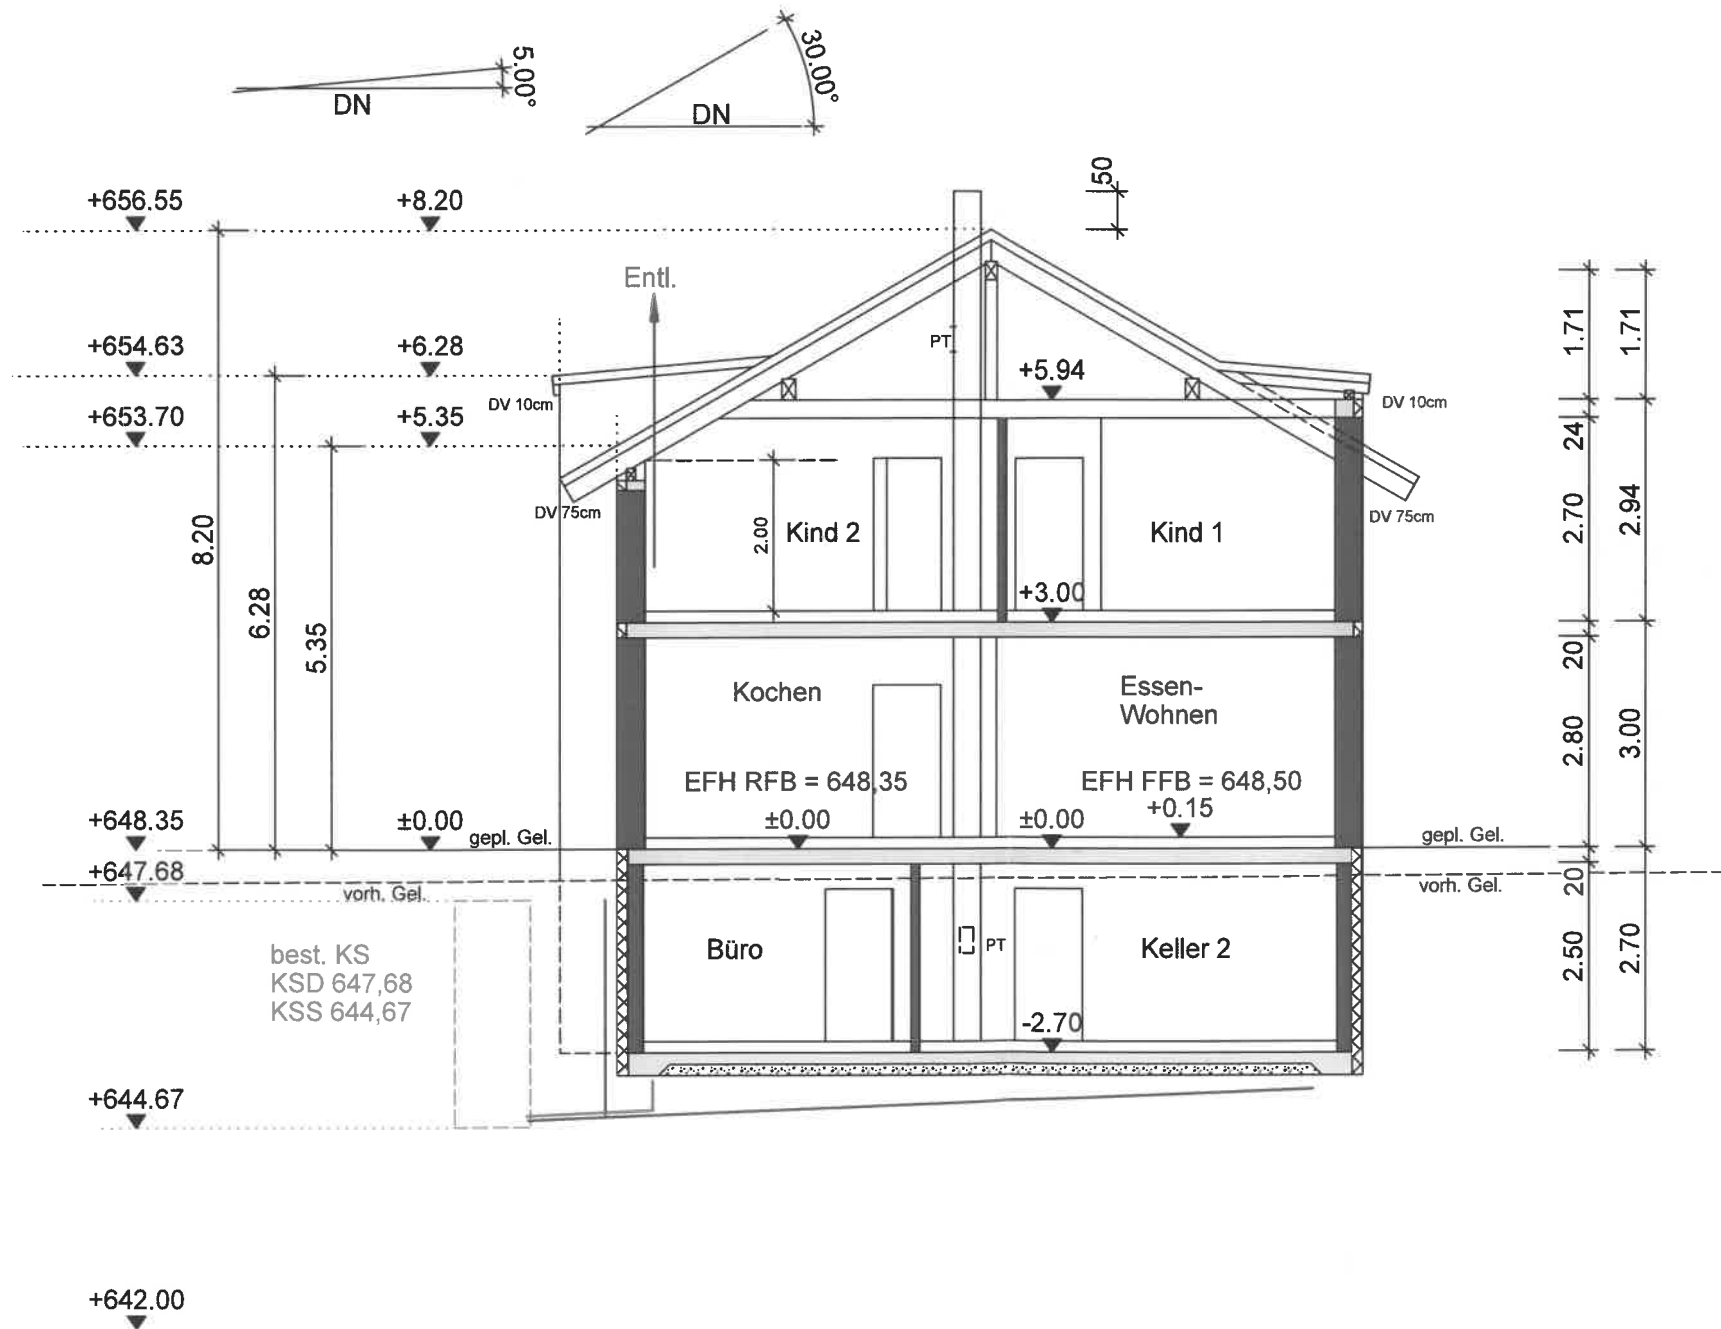 5.00°
DN
30.00°
DN
50
+656.55
+8.20
Entl.
+654.63
+6.28
PT
+5.94
1.71
1.71
DV 10cm
DV 10cm
+653.70
+5.35
24
DV 75cm
DV 75cm
8.20
2.00
Kind 2
Kind 1
2.70
2.94
+3.00
6.28
5.35
20
Kochen
Essen-
Wohnen
2.80
3.00
EFH RFB = 648,35
EFH FFB = 648,50
+0.15
+648.35
±0.00
gepl. Gel.
±0.00
±0.00
gepl. Gel.
+647.68
vorh. Gel.
vorh. Gel.
20
best. KS
KSD 647,68
KSS 644,67
Büro
PT
Keller 2
2.50
2.70
-2.70
+644.67
+642.00